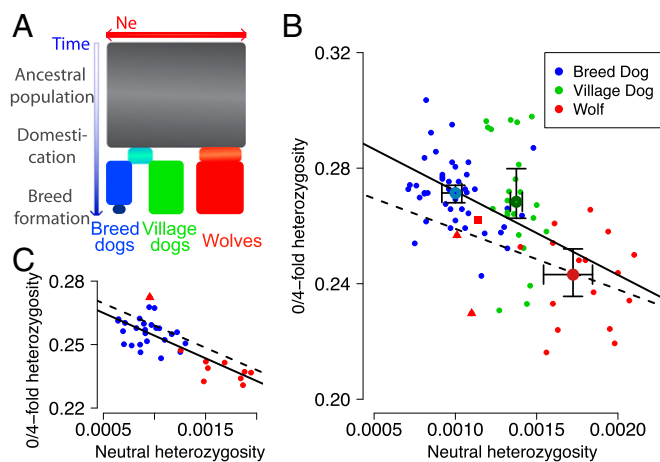 A
Ne
Time
Ancestral
population
Domesti-
cation
Breed
formation
Breed
dogs
Village
dogs
Wolves
B
0.32
0.28
0.24
0.20
0/4-fold heterozygosity
Breed Dog
Village Dog
Wolf
0.0005
0.0010
0.0015
0.0020
Neutral heterozygosity
C
0.28
0.25
0.22
0/4-fold heterozygosity
0.0005
0.0015
Neutral heterozygosity